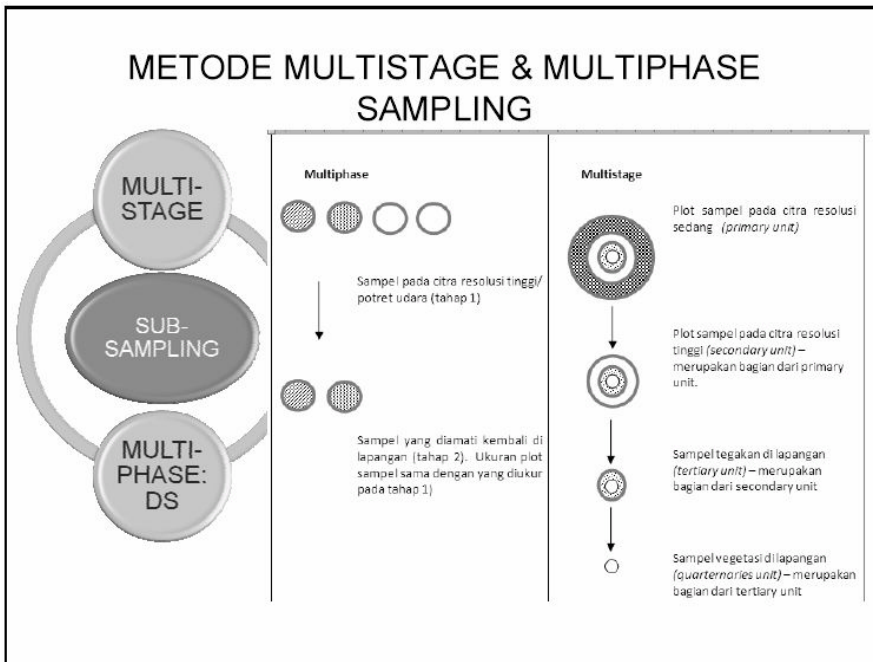 METODE MULTISTAGE & MULTIPHASE
SAMPLING
MULTI-
STAGE
SUB-
SAMPLING
MULTI-
PHASE:
DS
Multiphase
Sampel pada citra resolusi tinggi/
potret udara (tahap 1)
Sampel yang diamati kembali di
lapangan (tahap 2). Ukuran plot
sampel sama dengan yang diukur
pada tahap 1)
Multistage
Plot sampel pada citra resolusi
sedang (primary unit)
Plot sampel pada citra resolusi
tinggi (secondary unit) –
merupakan bagian dari primary
unit.
Sampel tegakan di lapangan
(tertiary unit) – merupakan
bagian dari secondary unit
Sampel vegetasi di lapangan
(quarternaries unit) – merupakan
bagian dari tertiary unit